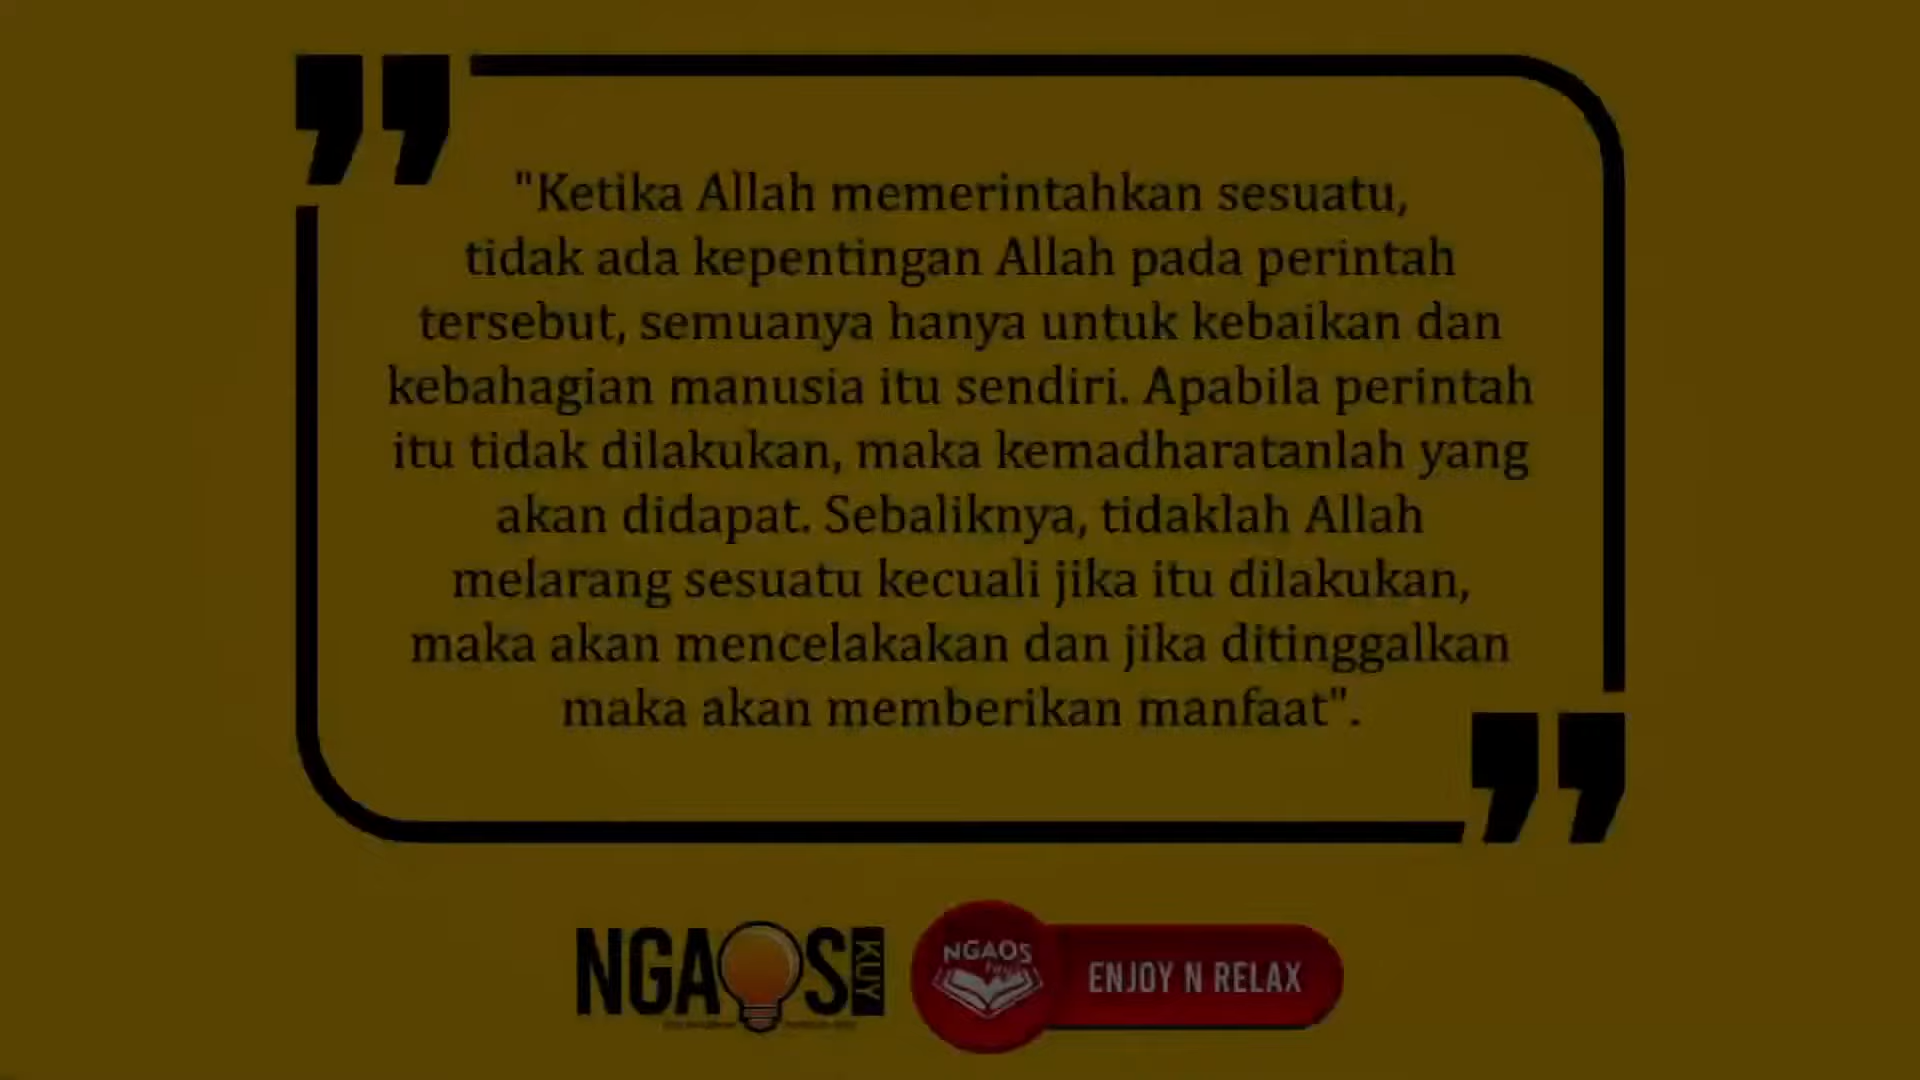 "Ketika Allah memerintahkan sesuatu,
tidak ada kepentingan Allah pada perintah
tersebut, semuanya hanya untuk kebaikan dan
kebahagian manusia itu sendiri. Apabila perintah
itu tidak dilakukan, maka kemadharatanlah yang
akan didapat. Sebaliknya, tidaklah Allah
melarang sesuatu kecuali jika itu dilakukan,
maka akan mencelakakan dan jika ditinggalkan
maka akan memberikan manfaat".
NGAOS KUY
NGAOS
ENJOY N RELAX